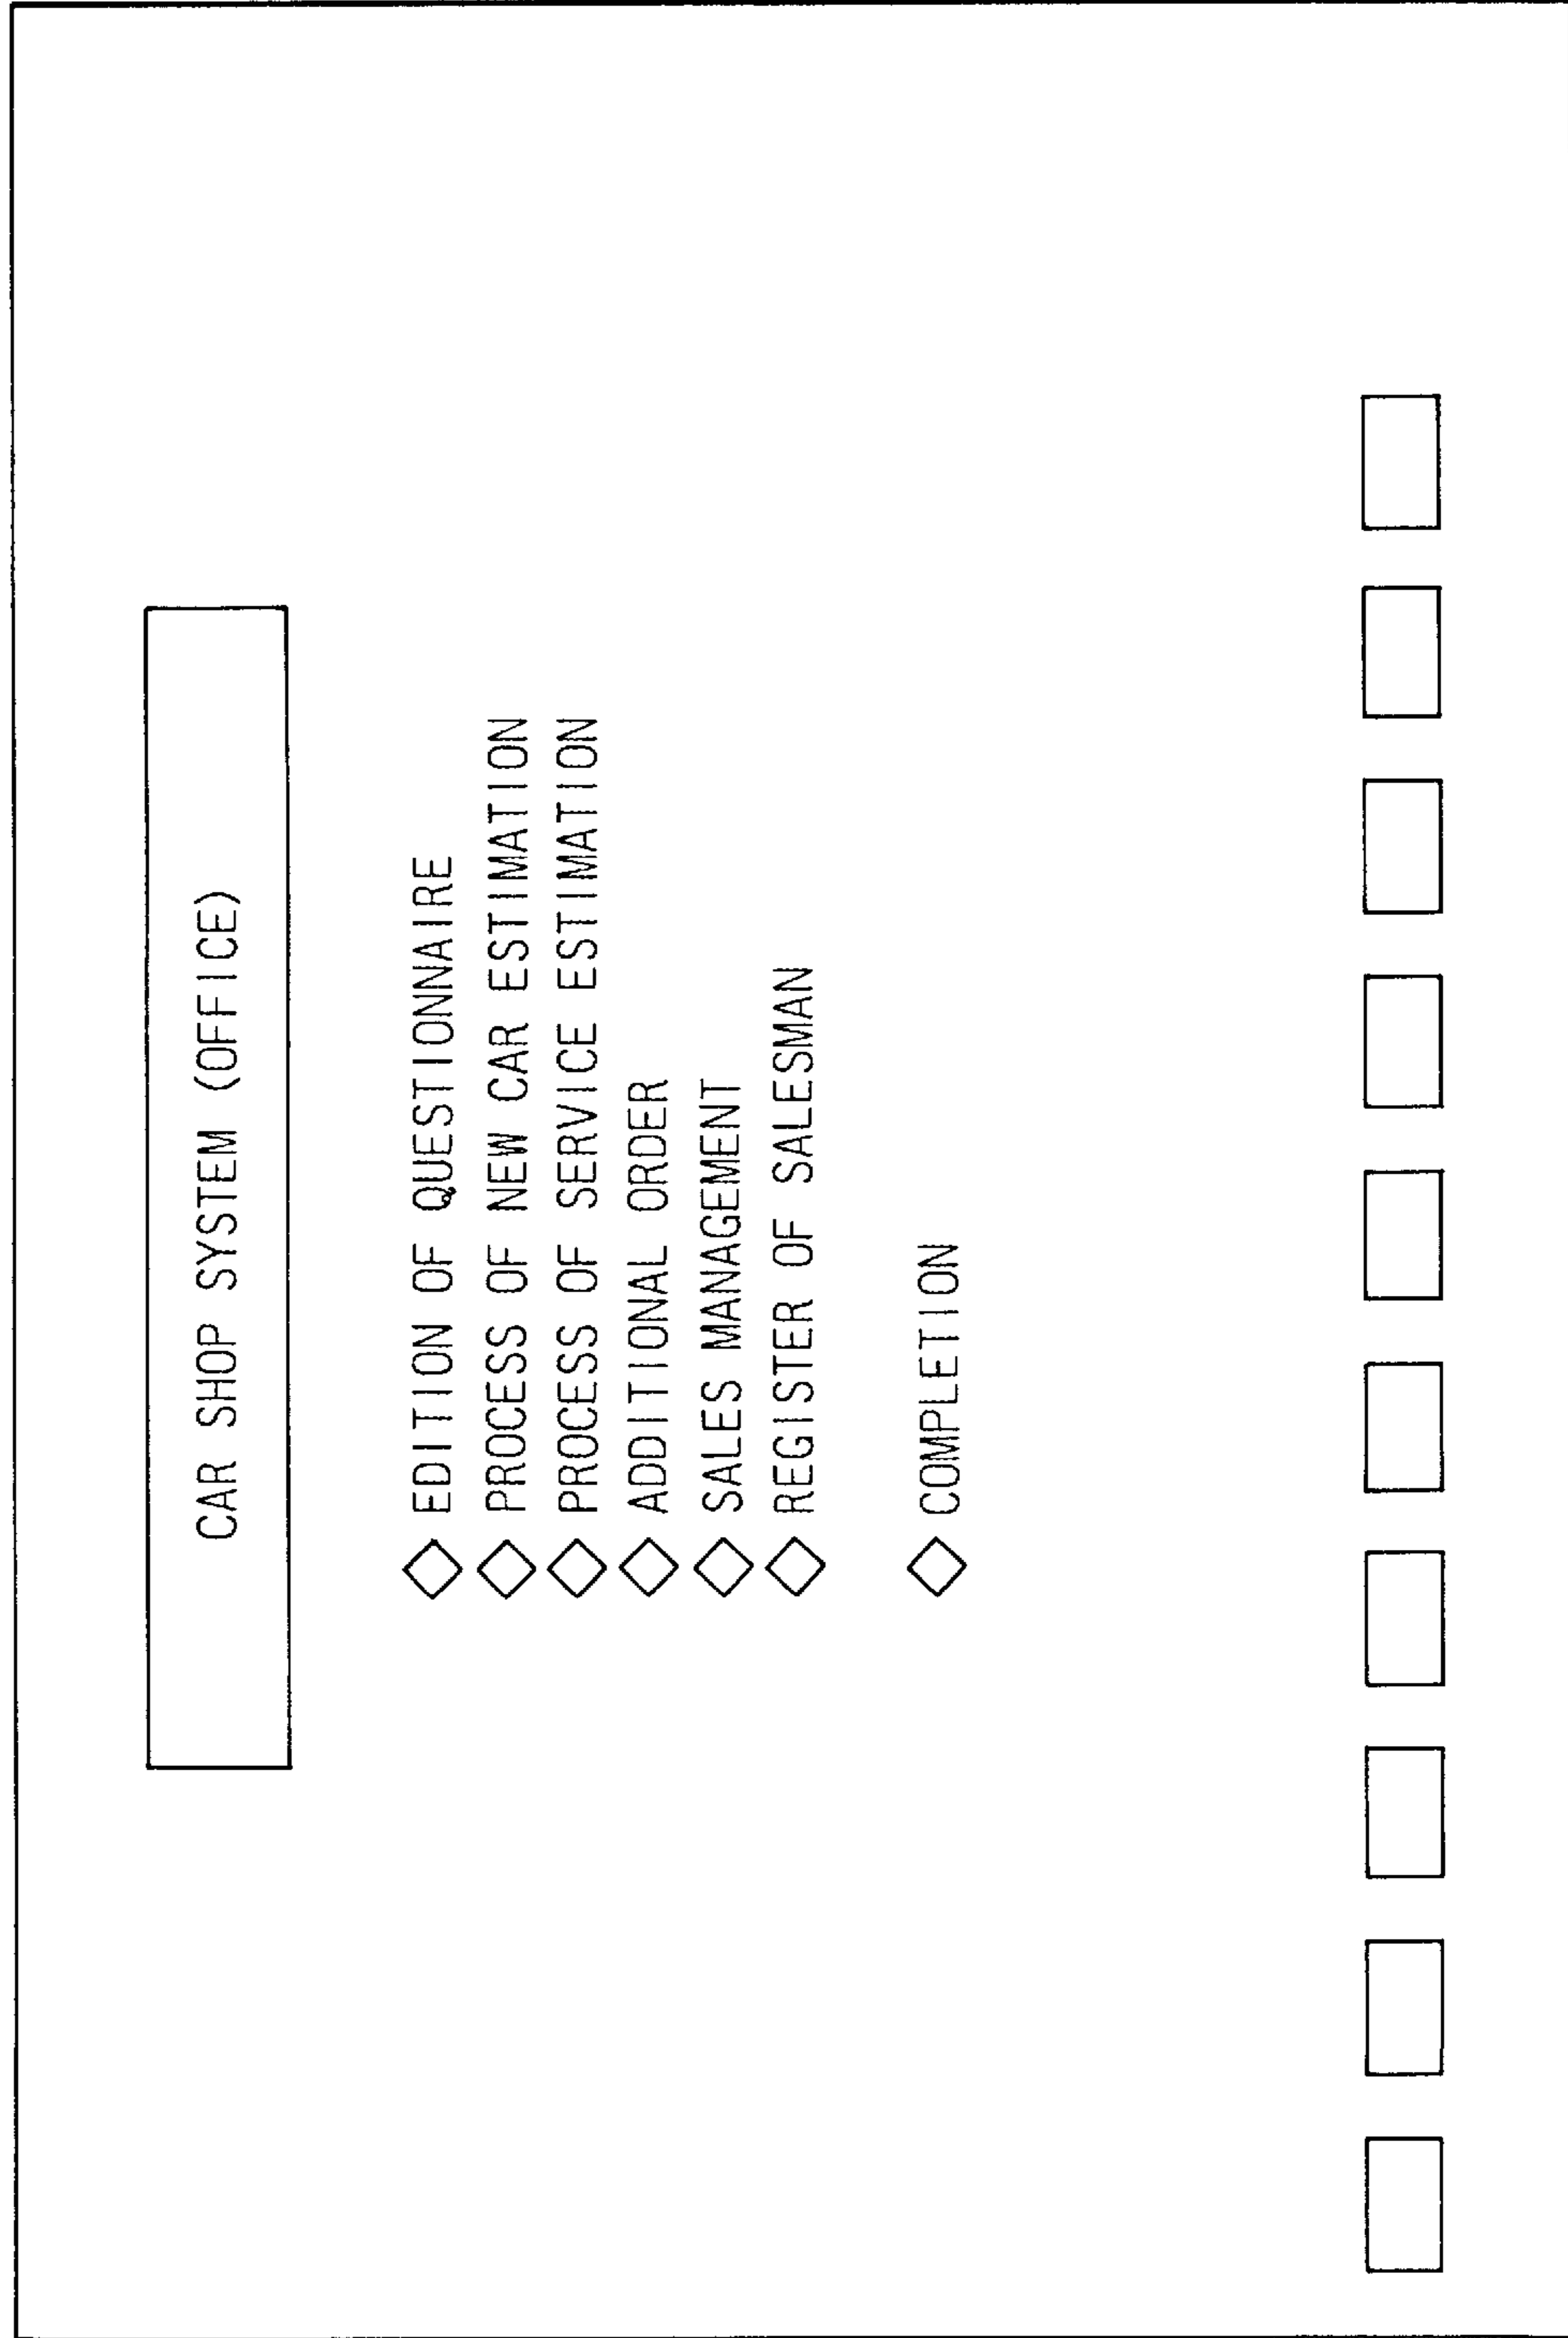 CAR SHOP SYSTEM (OFFICE)
EDITION OF QUESTIONNAIRE
PROCESS OF NEW CAR ESTIMATION
PROCESS OF SERVICE ESTIMATION
ADDITIONAL ORDER
SALES MANAGEMENT
REGISTER OF SALESMAN
COMPLETION